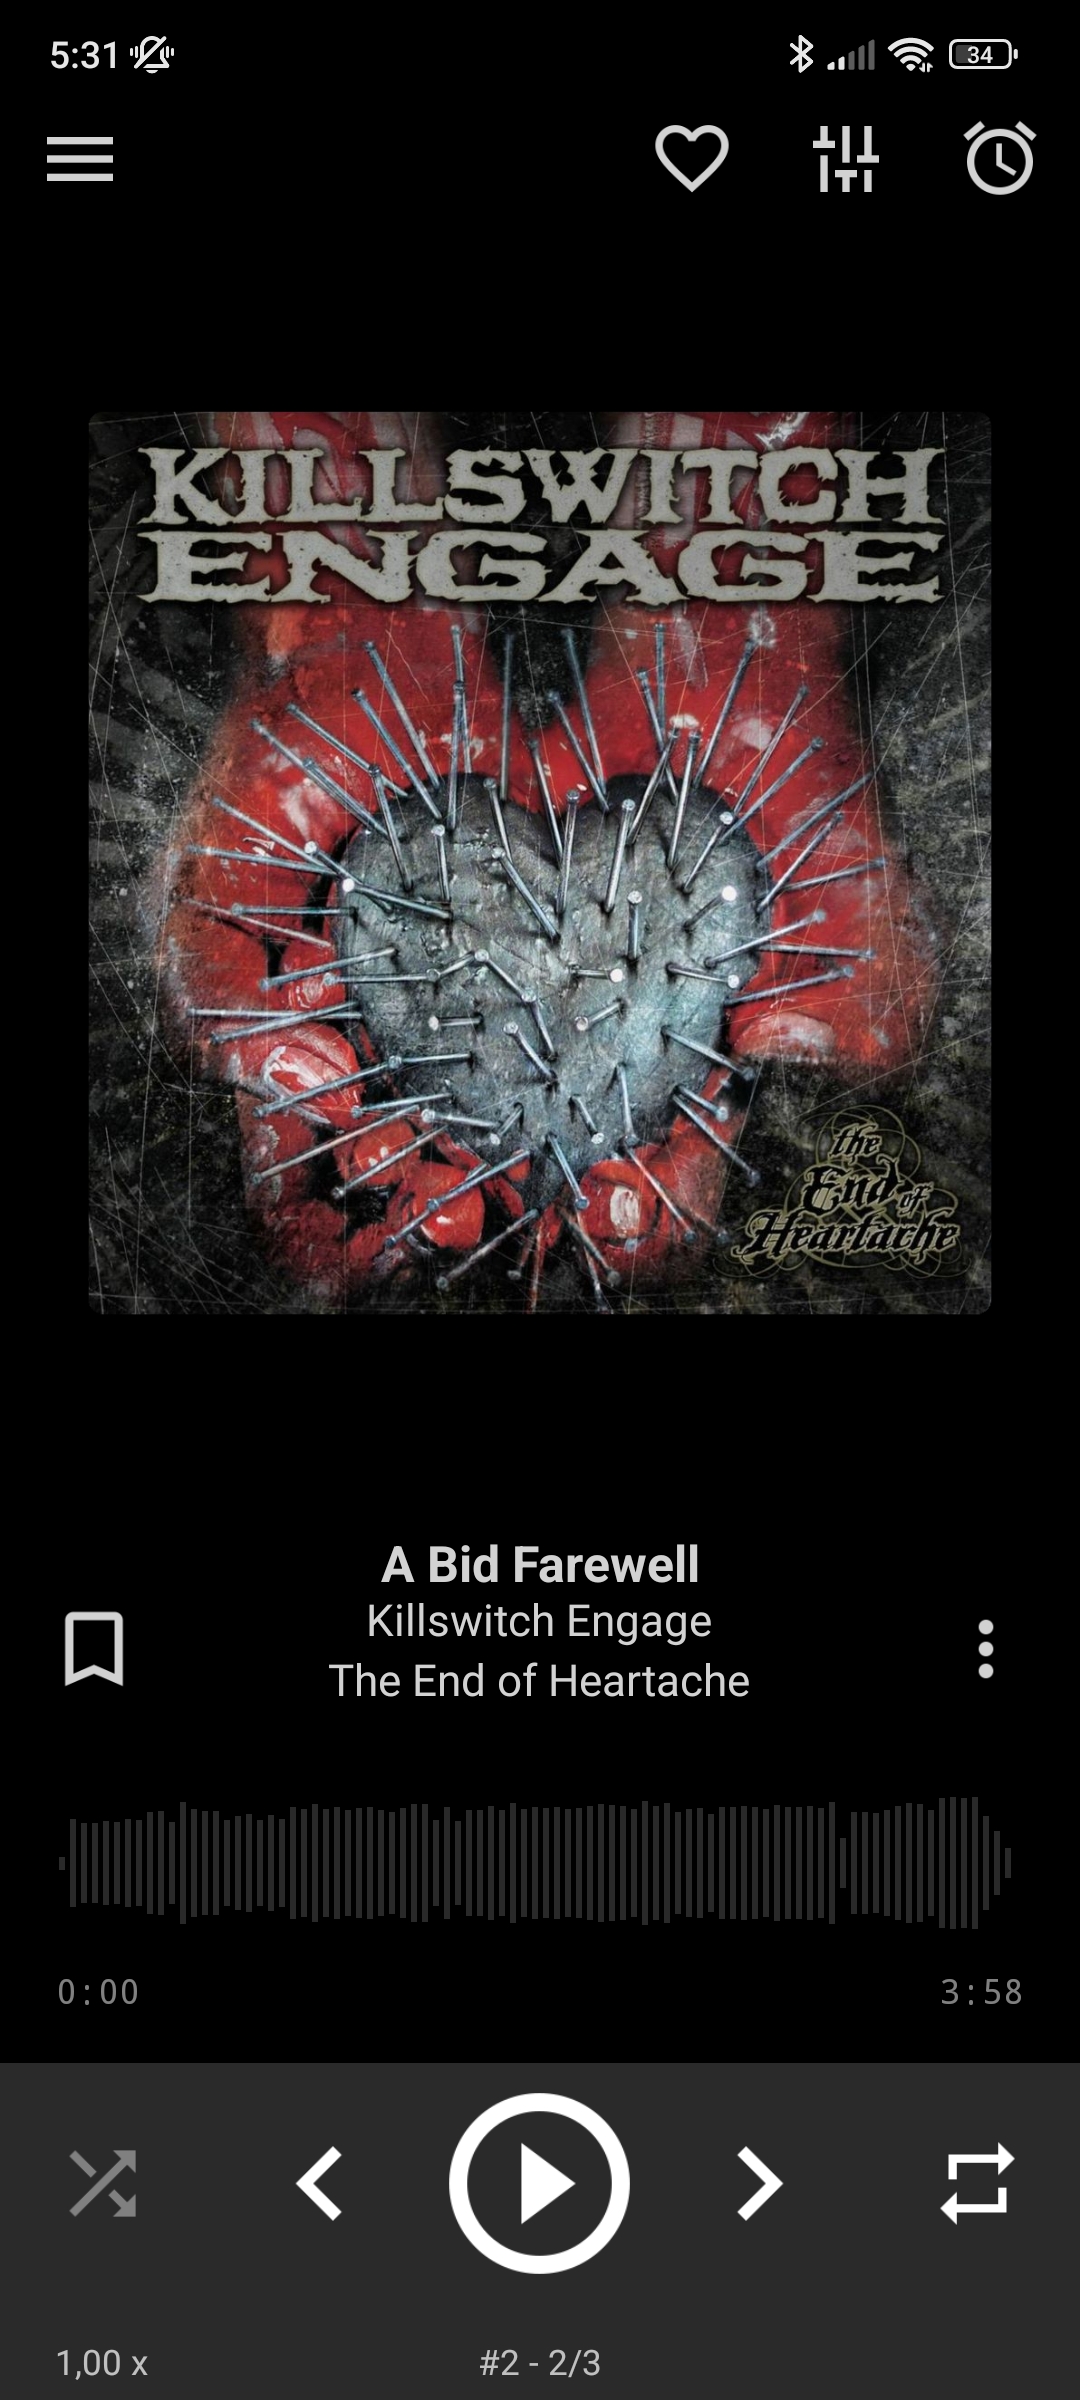 5:31
34
KILLSWITCH
ENGAGE
the
End of
Heartache
A Bid Farewell
Killswitch Engage
The End of Heartache
0:00
3:58
1,00 x
#2 - 2/3